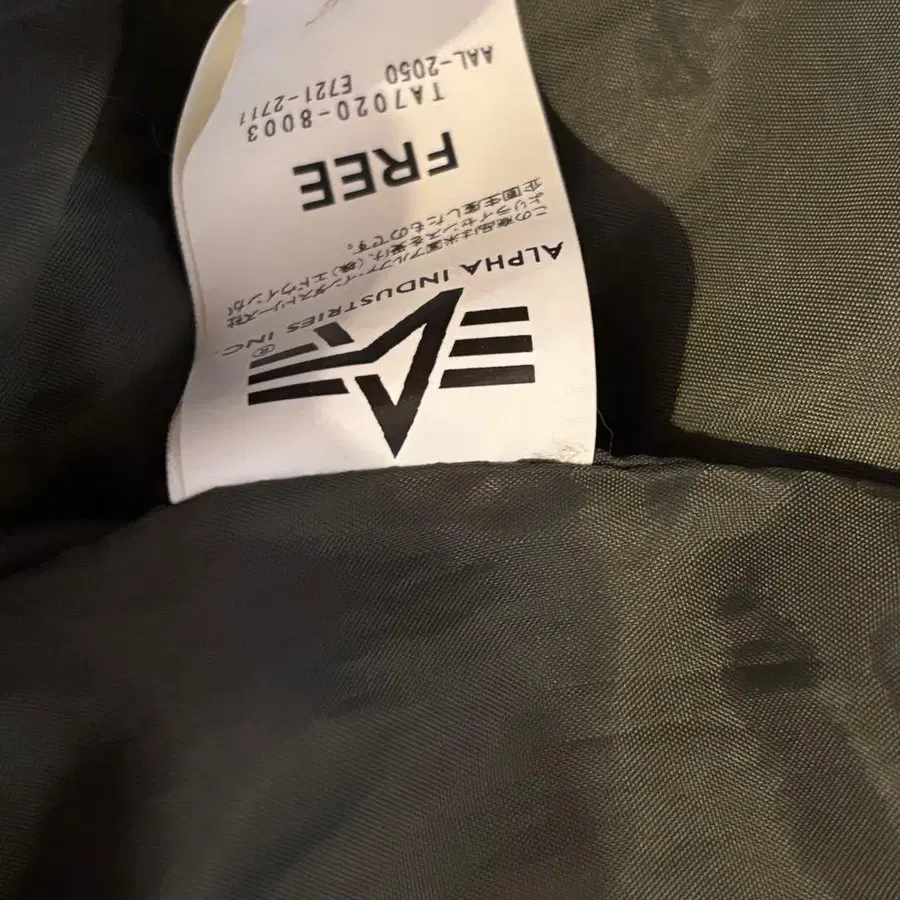 ALPHA INDUSTRIES INC.®
この商品は米国アルファ・インダストリーズ社
よりライセンスを受け、(株)エドウインが
企画生産したものです。
FREE
TA7020-8003
AAL-2050 E721-2711